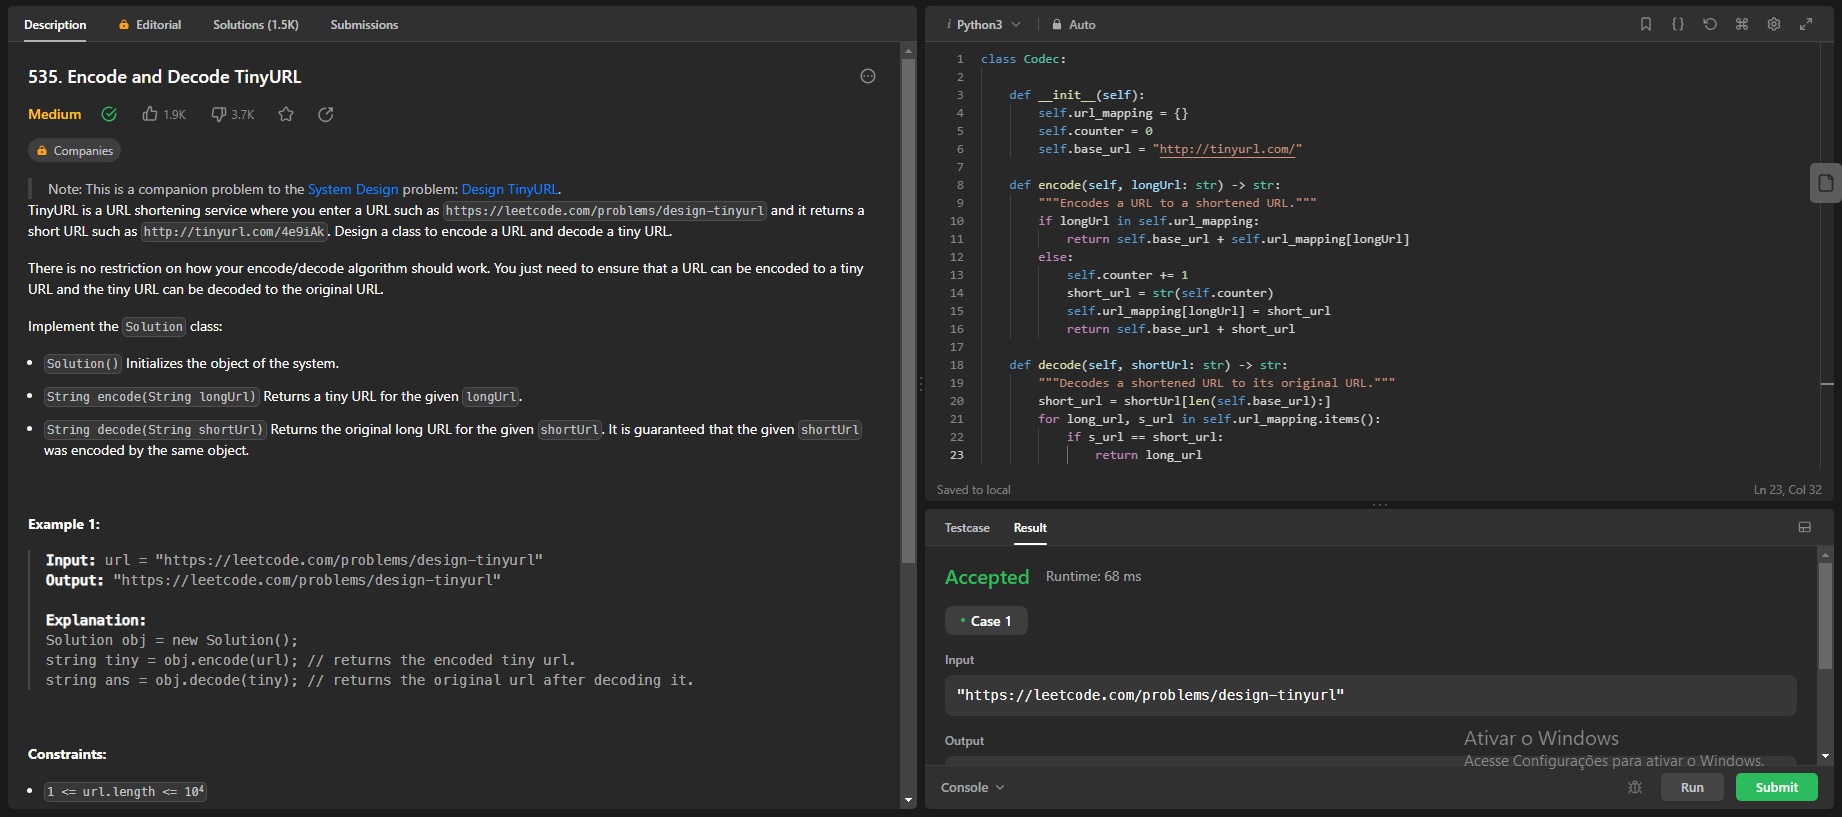 Description
Editorial
Solutions (1.5K)
Submissions
535. Encode and Decode TinyURL
Medium
1.9K
3.7K
Companies
Note: This is a companion problem to the System Design problem: Design TinyURL.
TinyURL is a URL shortening service where you enter a URL such as https://leetcode.com/problems/design-tinyurl and it returns a
short URL such as http://tinyurl.com/4e9iAk. Design a class to encode a URL and decode a tiny URL.
There is no restriction on how your encode/decode algorithm should work. You just need to ensure that a URL can be encoded to a tiny
URL and the tiny URL can be decoded to the original URL.
Implement the Solution class:
• Solution() Initializes the object of the system.
• String encode(String longUrl) Returns a tiny URL for the given longUrl.
• String decode(String shortUrl) Returns the original long URL for the given shortUrl. It is guaranteed that the given shortUrl
was encoded by the same object.
Example 1:
Input: url = "https://leetcode.com/problems/design-tinyurl"
Output: "https://leetcode.com/problems/design-tinyurl"
Explanation:
Solution obj = new Solution();
string tiny = obj.encode(url); // returns the encoded tiny url.
string ans = obj.decode(tiny); // returns the original url after decoding it.
Constraints:
• 1 <= url.length <= 10⁴
i Python3
Auto
1 class Codec:
2
3     def __init__(self):
4         self.url_mapping = {}
5         self.counter = 0
6         self.base_url = "http://tinyurl.com/"
7
8     def encode(self, longUrl: str) -> str:
9         """Encodes a URL to a shortened URL."""
10         if longUrl in self.url_mapping:
11             return self.base_url + self.url_mapping[longUrl]
12         else:
13             self.counter += 1
14             short_url = str(self.counter)
15             self.url_mapping[longUrl] = short_url
16             return self.base_url + short_url
17
18     def decode(self, shortUrl: str) -> str:
19         """Decodes a shortened URL to its original URL."""
20         short_url = shortUrl[len(self.base_url):]
21         for long_url, s_url in self.url_mapping.items():
22             if s_url == short_url:
23                 return long_url
Saved to local
Ln 23, Col 32
Testcase
Result
Accepted
Runtime: 68 ms
• Case 1
Input
"https://leetcode.com/problems/design-tinyurl"
Output
Ativar o Windows
Acesse Configurações para ativar o Windows.
Console
Run
Submit